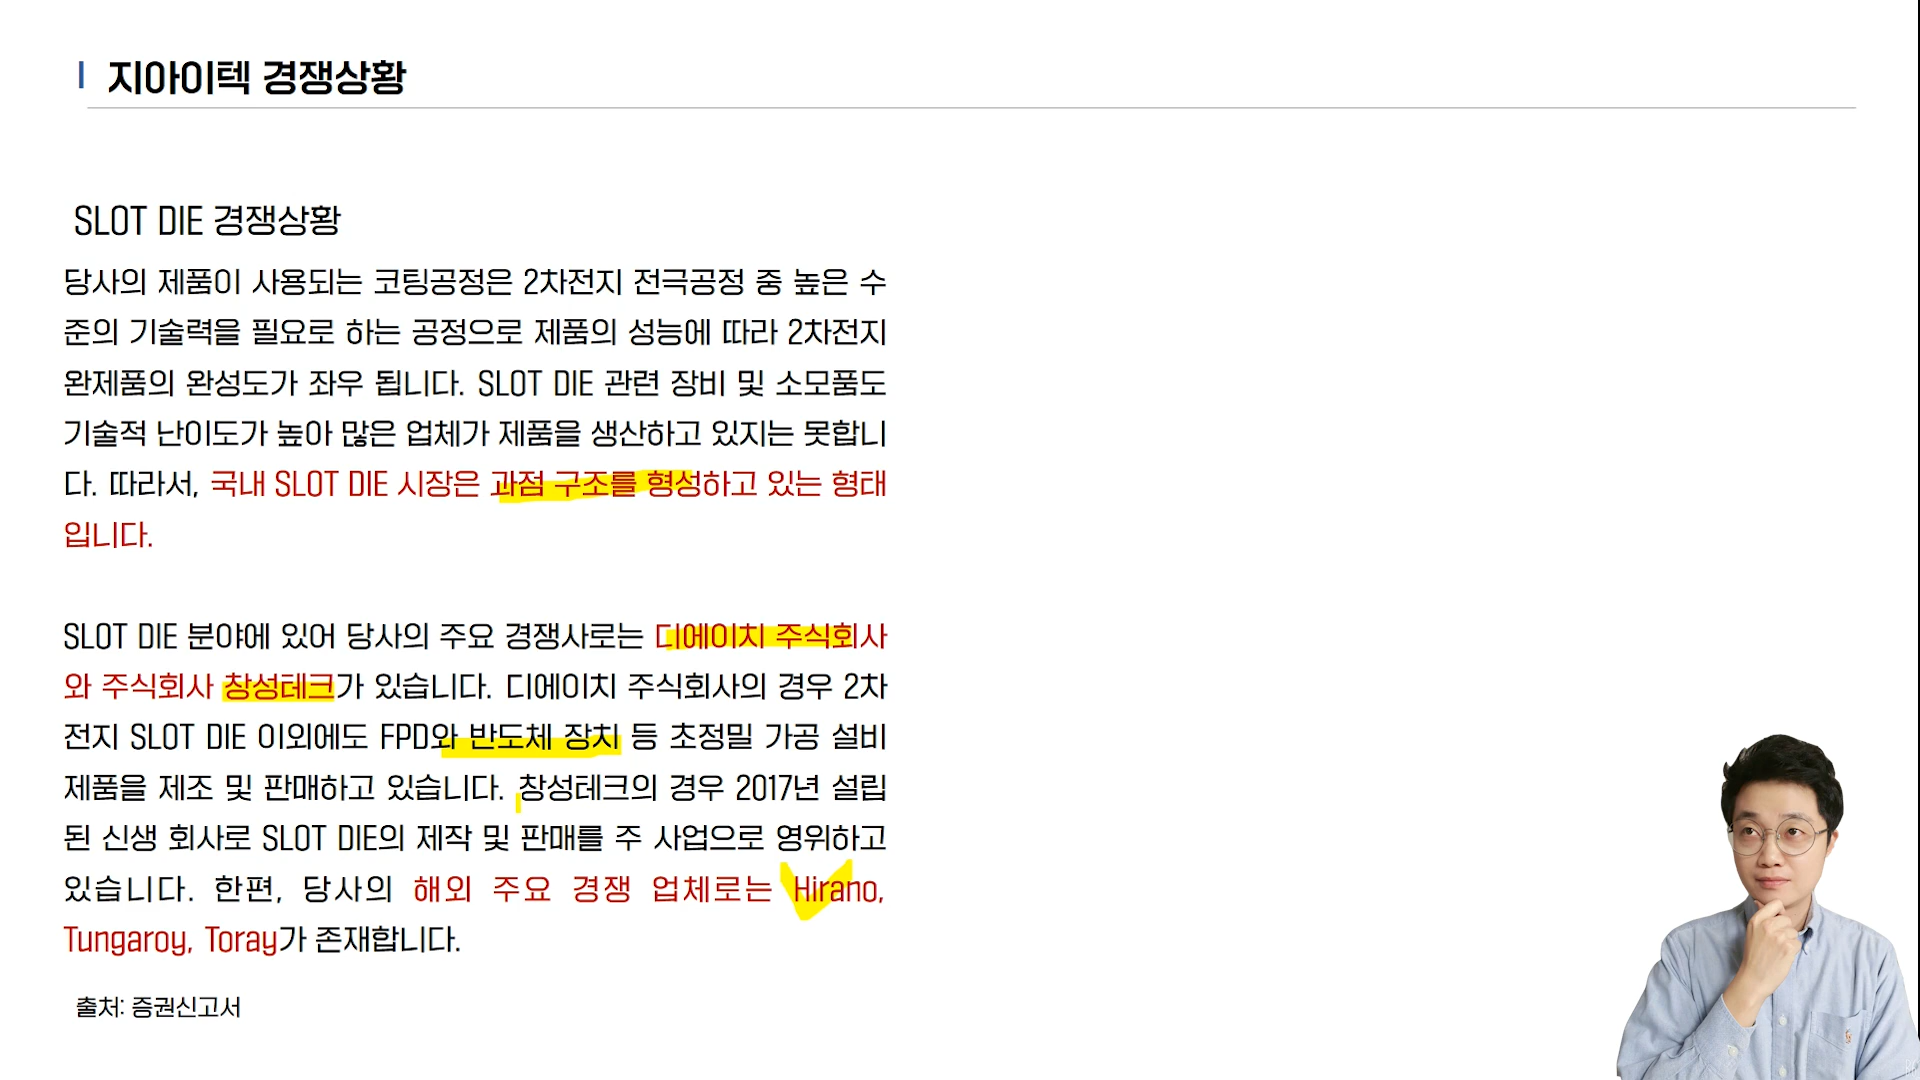 지아이텍 경쟁상황
SLOT DIE 경쟁상황
당사의 제품이 사용되는 코팅공정은 2차전지 전극공정 중 높은 수
준의 기술력을 필요로 하는 공정으로 제품의 성능에 따라 2차전지
완제품의 완성도가 좌우 됩니다. SLOT DIE 관련 장비 및 소모품도
기술적 난이도가 높아 많은 업체가 제품을 생산하고 있지는 못합니
다. 따라서, 국내 SLOT DIE 시장은 과점 구조를 형성하고 있는 형태
입니다.
SLOT DIE 분야에 있어 당사의 주요 경쟁사로는 디에이치 주식회사
와 주식회사 창성테크가 있습니다. 디에이치 주식회사의 경우 2차
전지 SLOT DIE 이외에도 FPD와 반도체 장치 등 초정밀 가공 설비
제품을 제조 및 판매하고 있습니다. 창성테크의 경우 2017년 설립
된 신생 회사로 SLOT DIE의 제작 및 판매를 주 사업으로 영위하고
있습니다. 한편, 당사의 해외 주요 경쟁 업체로는 Hirano,
Tungaroy, Toray가 존재합니다.
출처: 증권신고서